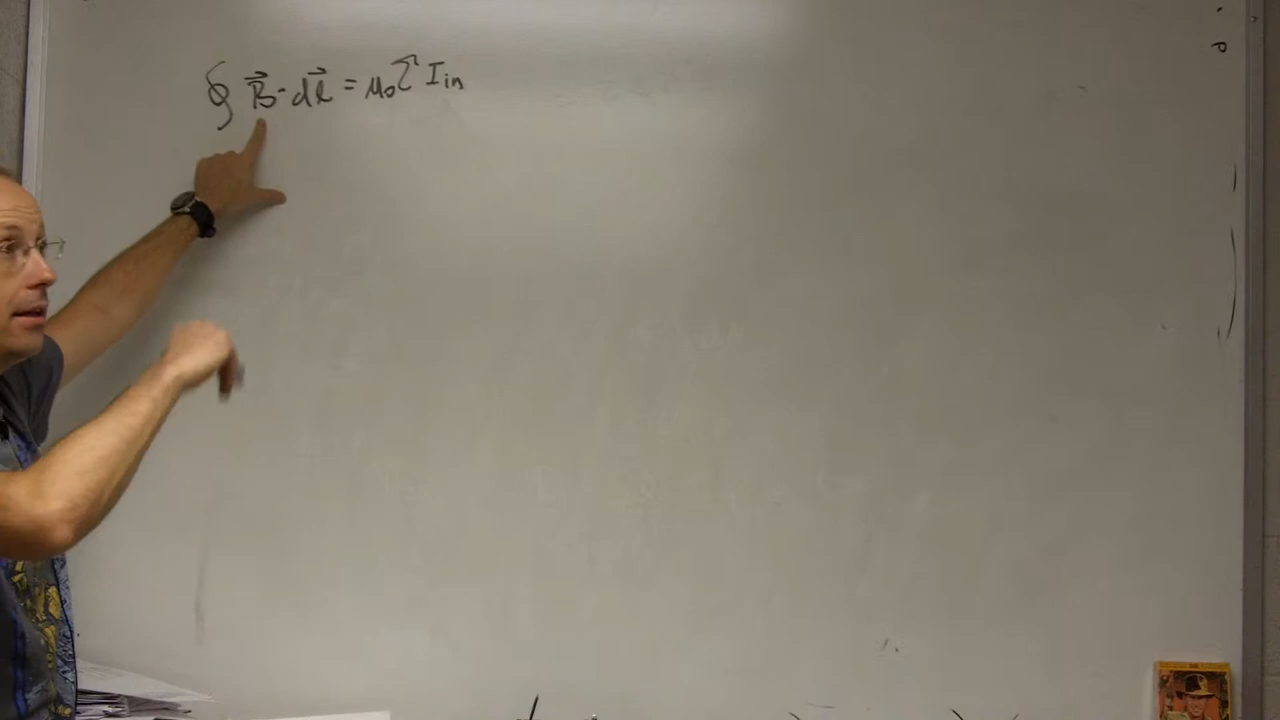 ∮ B⃗ · dℓ⃗ = μ₀ Σ I_in